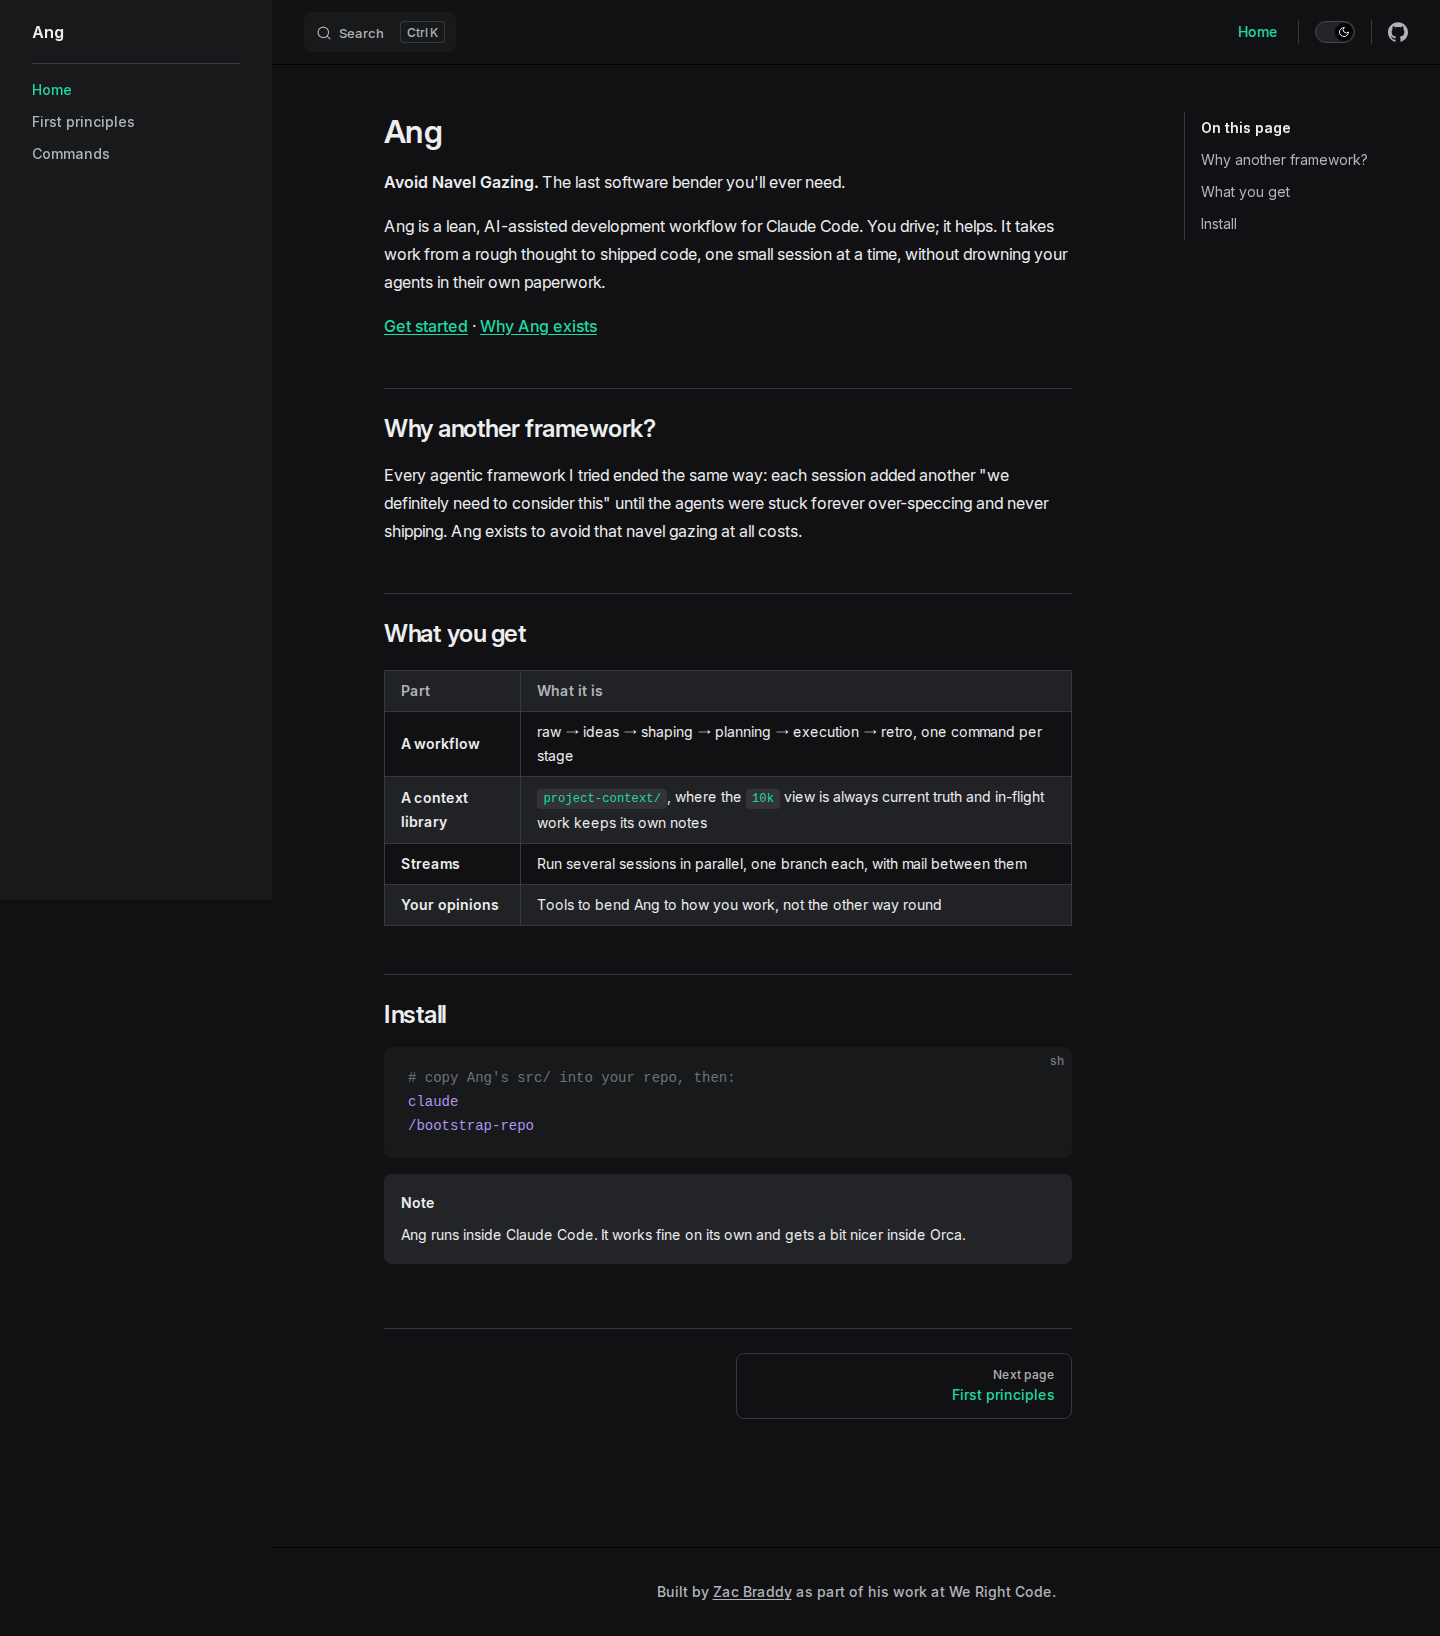 Ang
Home
First principles
Commands
Search
Ctrl K
Home
Ang
Avoid Navel Gazing. The last software bender you'll ever need.
Ang is a lean, AI-assisted development workflow for Claude Code. You drive; it helps. It takes
work from a rough thought to shipped code, one small session at a time, without drowning your
agents in their own paperwork.
Get started · Why Ang exists
Why another framework?
Every agentic framework I tried ended the same way: each session added another "we
definitely need to consider this" until the agents were stuck forever over-speccing and never
shipping. Ang exists to avoid that navel gazing at all costs.
What you get
Part
What it is
A workflow
raw → ideas → shaping → planning → execution → retro, one command per
stage
A context
library
project-context/, where the 10k view is always current truth and in-flight
work keeps its own notes
Streams
Run several sessions in parallel, one branch each, with mail between them
Your opinions
Tools to bend Ang to how you work, not the other way round
Install
sh
# copy Ang's src/ into your repo, then:
claude
/bootstrap-repo
Note
Ang runs inside Claude Code. It works fine on its own and gets a bit nicer inside Orca.
Next page
First principles
On this page
Why another framework?
What you get
Install
Built by Zac Braddy as part of his work at We Right Code.